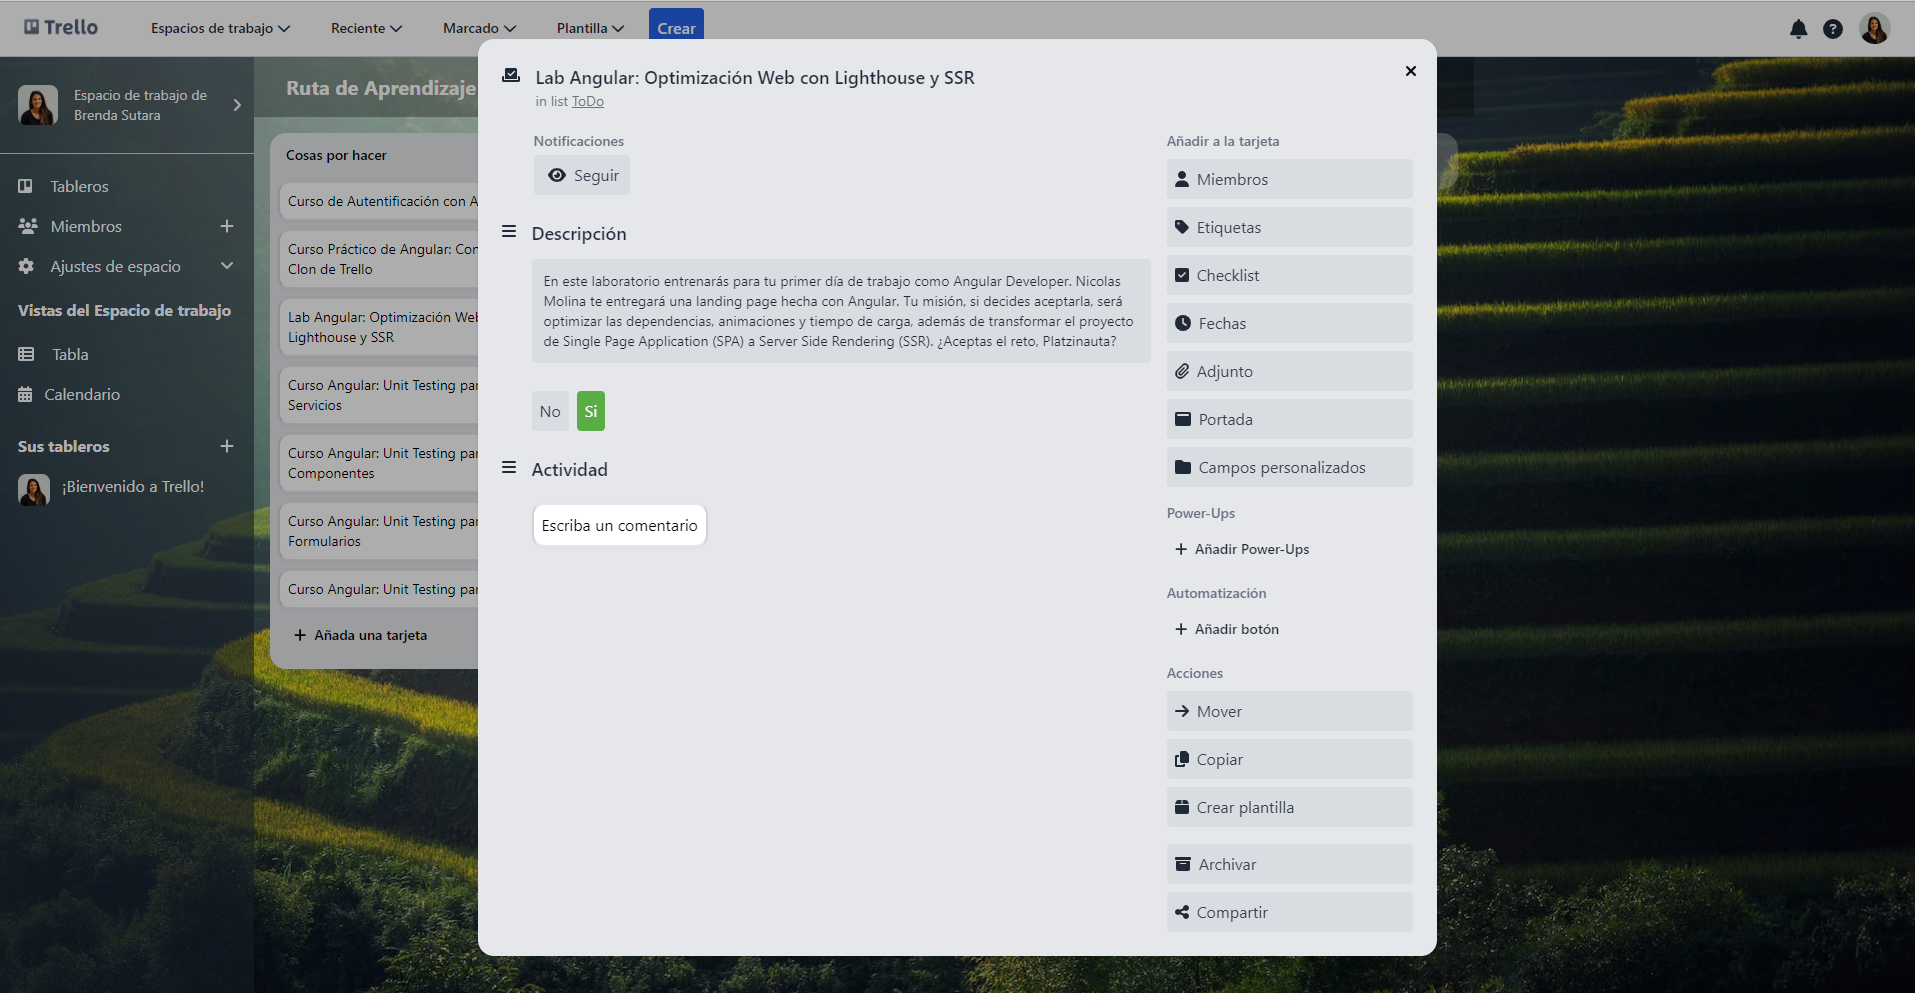 Trello
Espacios de trabajo
Reciente
Marcado
Plantilla
Crear
Espacio de trabajo de
Brenda Sutara
Tableros
Miembros
Ajustes de espacio
Vistas del Espacio de trabajo
Tabla
Calendario
Sus tableros
¡Bienvenido a Trello!
Ruta de Aprendizaje
Cosas por hacer
Curso de Autentificación con A
Curso Práctico de Angular: Con
Clon de Trello
Lab Angular: Optimización Web
Lighthouse y SSR
Curso Angular: Unit Testing par
Servicios
Curso Angular: Unit Testing par
Componentes
Curso Angular: Unit Testing par
Formularios
Curso Angular: Unit Testing par
Añada una tarjeta
Lab Angular: Optimización Web con Lighthouse y SSR
in list ToDo
Notificaciones
Seguir
Descripción
En este laboratorio entrenarás para tu primer día de trabajo como Angular Developer. Nicolas
Molina te entregará una landing page hecha con Angular. Tu misión, si decides aceptarla, será
optimizar las dependencias, animaciones y tiempo de carga, además de transformar el proyecto
de Single Page Application (SPA) a Server Side Rendering (SSR). ¿Aceptas el reto, Platzinauta?
No
Si
Actividad
Escriba un comentario
Añadir a la tarjeta
Miembros
Etiquetas
Checklist
Fechas
Adjunto
Portada
Campos personalizados
Power-Ups
Añadir Power-Ups
Automatización
Añadir botón
Acciones
Mover
Copiar
Crear plantilla
Archivar
Compartir